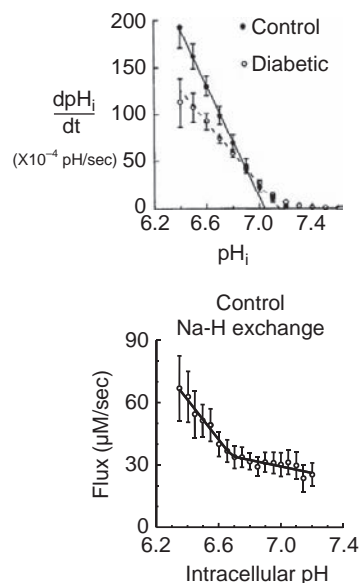 200
Control
Diabetic
150
dpHi
dt
100
(X10⁻⁴ pH/sec)
50
0
6.2 6.6 7.0 7.4
pHi
Control
Na-H exchange
90
60
Flux (µM/sec)
30
0
6.2 6.6 7.0 7.4
Intracellular pH